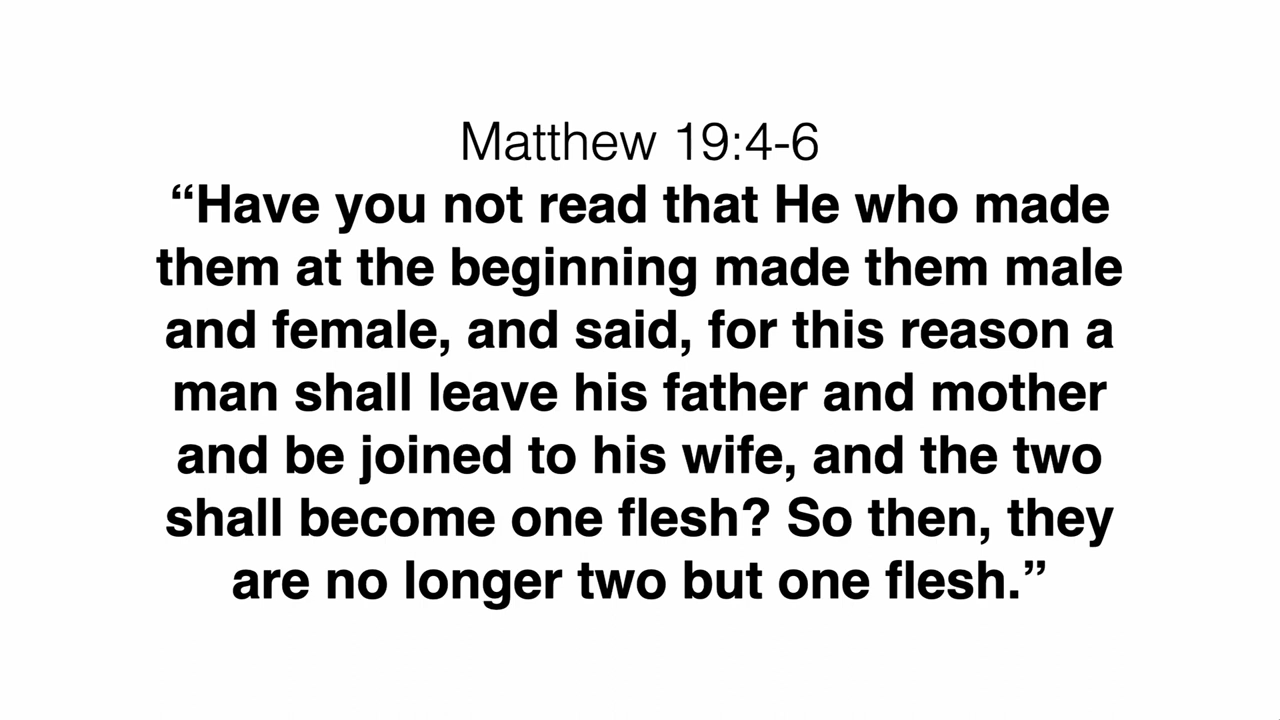 Matthew 19:4-6
“Have you not read that He who made
them at the beginning made them male
and female, and said, for this reason a
man shall leave his father and mother
and be joined to his wife, and the two
shall become one flesh? So then, they
are no longer two but one flesh.”